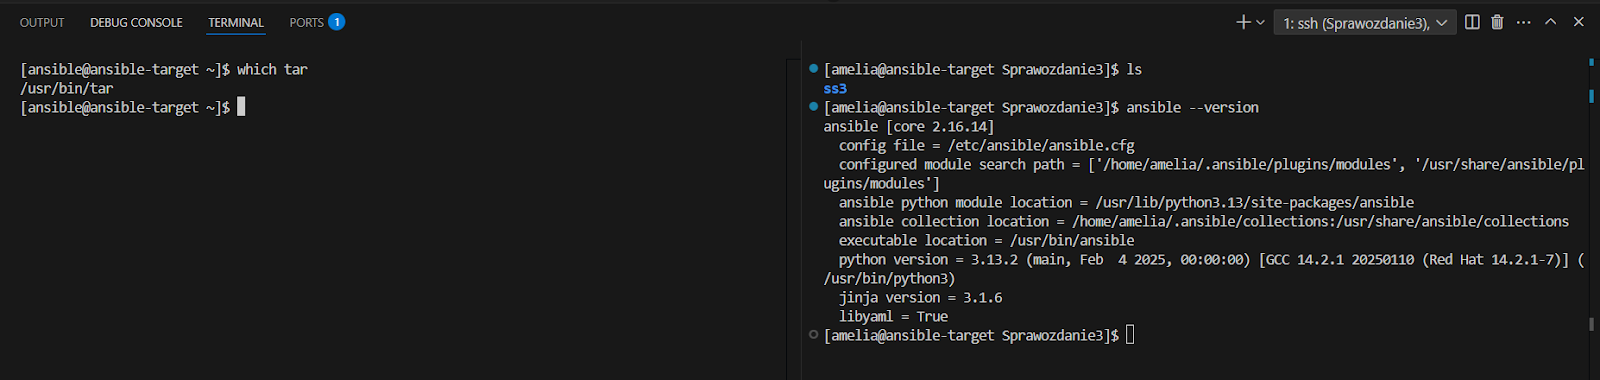 OUTPUT DEBUG CONSOLE TERMINAL PORTS 1
1: ssh (Sprawozdanie3),
[ansible@ansible-target ~]$ which tar
/usr/bin/tar
[ansible@ansible-target ~]$
[amelia@ansible-target Sprawozdanie3]$ ls
ss3
[amelia@ansible-target Sprawozdanie3]$ ansible --version
ansible [core 2.16.14]
  config file = /etc/ansible/ansible.cfg
  configured module search path = ['/home/amelia/.ansible/plugins/modules', '/usr/share/ansible/pl
ugins/modules']
  ansible python module location = /usr/lib/python3.13/site-packages/ansible
  ansible collection location = /home/amelia/.ansible/collections:/usr/share/ansible/collections
  executable location = /usr/bin/ansible
  python version = 3.13.2 (main, Feb  4 2025, 00:00:00) [GCC 14.2.1 20250110 (Red Hat 14.2.1-7)] (
/usr/bin/python3)
  jinja version = 3.1.6
  libyaml = True
[amelia@ansible-target Sprawozdanie3]$